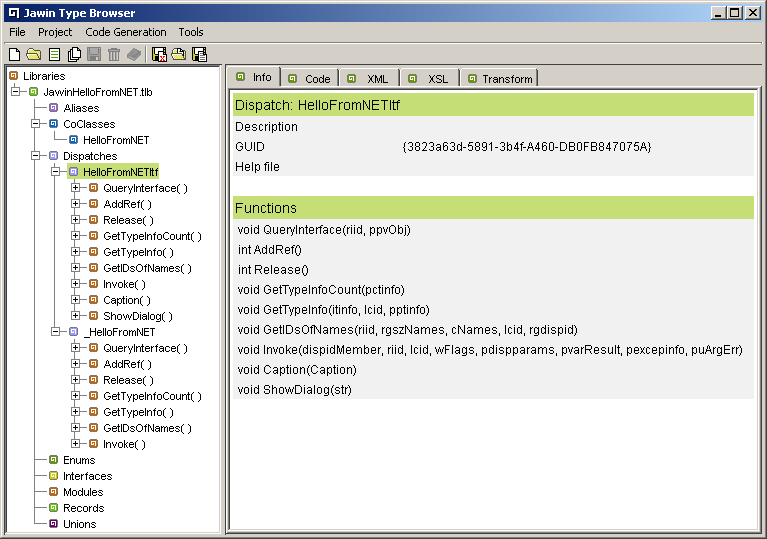 Jawin Type Browser
File Project Code Generation Tools
Libraries
JawinHelloFromNET.tlb
Aliases
CoClasses
HelloFromNET
Dispatches
HelloFromNETItf
QueryInterface( )
AddRef( )
Release( )
GetTypeInfoCount( )
GetTypeInfo( )
GetIDsOfNames( )
Invoke( )
Caption( )
ShowDialog( )
_HelloFromNET
QueryInterface( )
AddRef( )
Release( )
GetTypeInfoCount( )
GetTypeInfo( )
GetIDsOfNames( )
Invoke( )
Enums
Interfaces
Modules
Records
Unions
Info Code XML XSL Transform
Dispatch: HelloFromNETItf
Description
GUID {3823a63d-5891-3b4f-A460-DB0FB847075A}
Help file
Functions
void QueryInterface(riid, ppvObj)
int AddRef()
int Release()
void GetTypeInfoCount(pctinfo)
void GetTypeInfo(itinfo, lcid, pptinfo)
void GetIDsOfNames(riid, rgszNames, cNames, lcid, rgdispid)
void Invoke(dispidMember, riid, lcid, wFlags, pdispparams, pvarResult, pexcepinfo, puArgErr)
void Caption(Caption)
void ShowDialog(str)